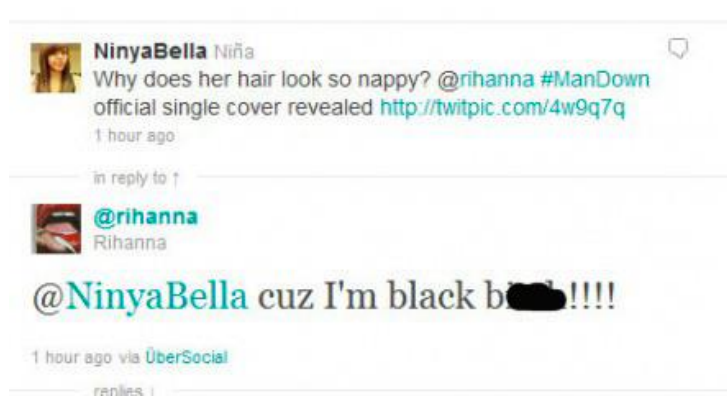 NinyaBella Niña
Why does her hair look so nappy? @rihanna #ManDown
official single cover revealed http://twitpic.com/4w9q7q
1 hour ago
in reply to ↑
@rihanna
Rihanna
@NinyaBella cuz I'm black !!!!
1 hour ago via ÜberSocial
replies ↓